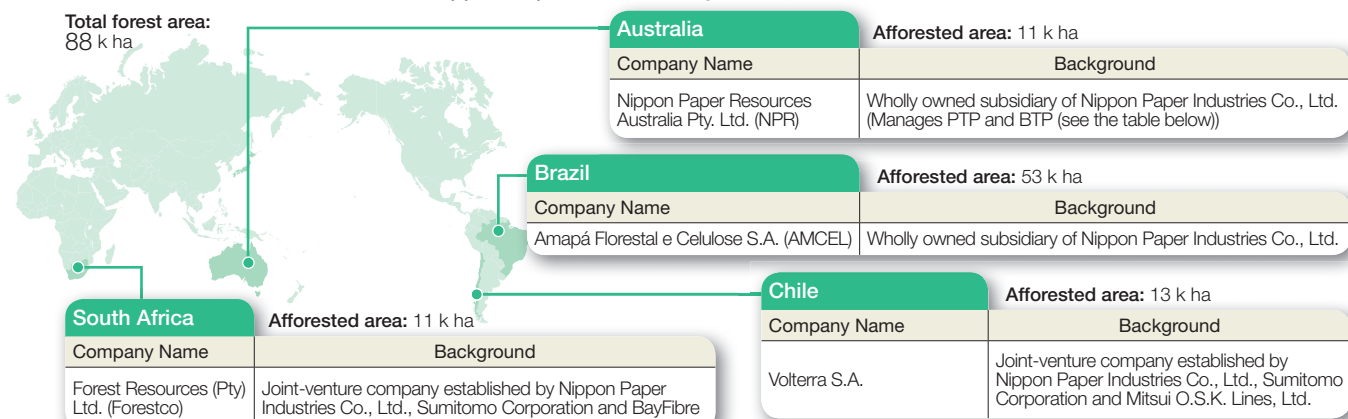 Total forest area:
88 k ha
Australia
Afforested area: 11 k ha
Company Name
Background
Nippon Paper Resources
Australia Pty. Ltd. (NPR)
Wholly owned subsidiary of Nippon Paper Industries Co., Ltd.
(Manages PTP and BTP (see the table below))
Brazil
Afforested area: 53 k ha
Company Name
Background
Amapá Florestal e Celulose S.A. (AMCEL)
Wholly owned subsidiary of Nippon Paper Industries Co., Ltd.
Chile
Afforested area: 13 k ha
Company Name
Background
Volterra S.A.
Joint-venture company established by
Nippon Paper Industries Co., Ltd., Sumitomo
Corporation and Mitsui O.S.K. Lines, Ltd.
South Africa
Afforested area: 11 k ha
Company Name
Background
Forest Resources (Pty)
Ltd. (Forestco)
Joint-venture company established by Nippon Paper
Industries Co., Ltd., Sumitomo Corporation and BayFibre